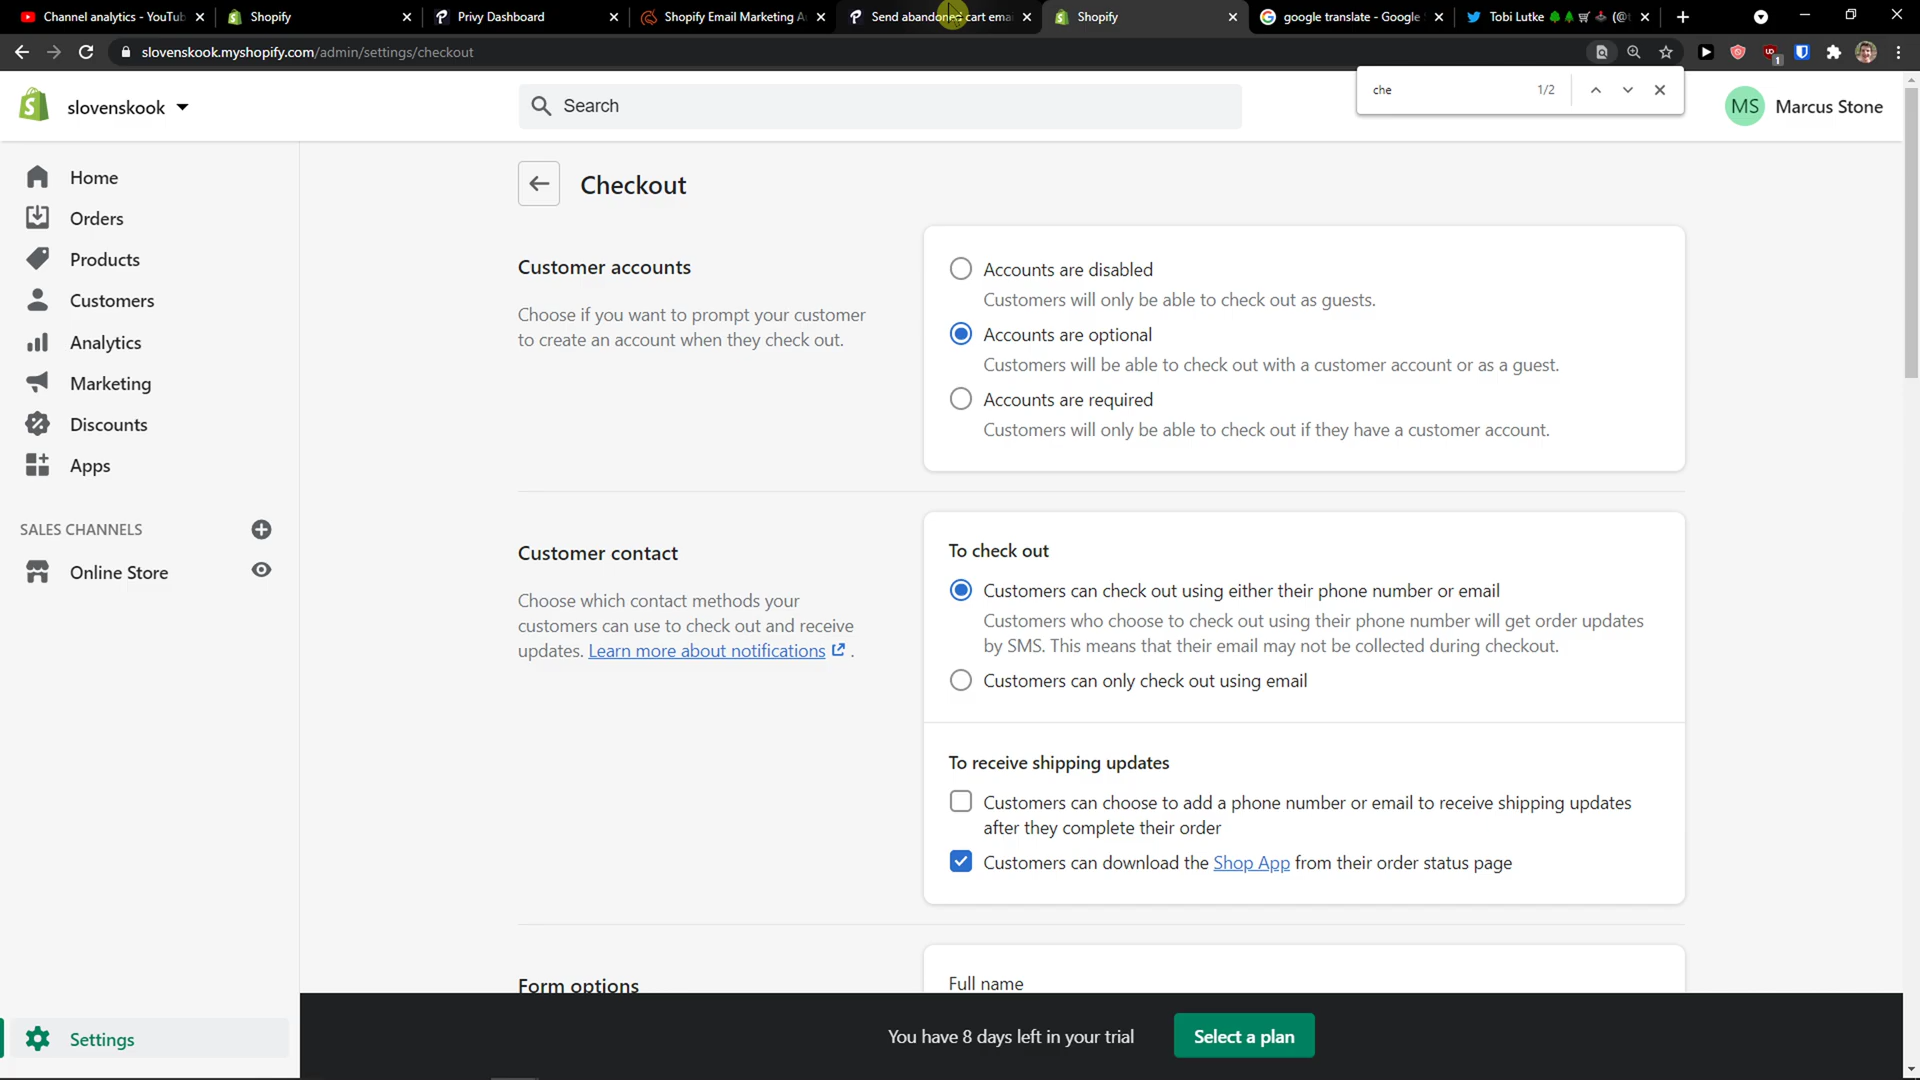 Channel analytics - YouTub
Shopify
Privy Dashboard
Shopify Email Marketing A
Send abandoned cart emai
Shopify
google translate - Google
Tobi Lutke
slovenskook.myshopify.com/admin/settings/checkout
1
che
1/2
slovenskook
Search
MS
Marcus Stone
Home
Orders
Products
Customers
Analytics
Marketing
Discounts
Apps
SALES CHANNELS
Online Store
Settings
Checkout
Customer accounts
Choose if you want to prompt your customer
to create an account when they check out.
Accounts are disabled
Customers will only be able to check out as guests.
Accounts are optional
Customers will be able to check out with a customer account or as a guest.
Accounts are required
Customers will only be able to check out if they have a customer account.
Customer contact
Choose which contact methods your
customers can use to check out and receive
updates. Learn more about notifications .
To check out
Customers can check out using either their phone number or email
Customers who choose to check out using their phone number will get order updates
by SMS. This means that their email may not be collected during checkout.
Customers can only check out using email
To receive shipping updates
Customers can choose to add a phone number or email to receive shipping updates
after they complete their order
Customers can download the Shop App from their order status page
Form options
Full name
You have 8 days left in your trial
Select a plan